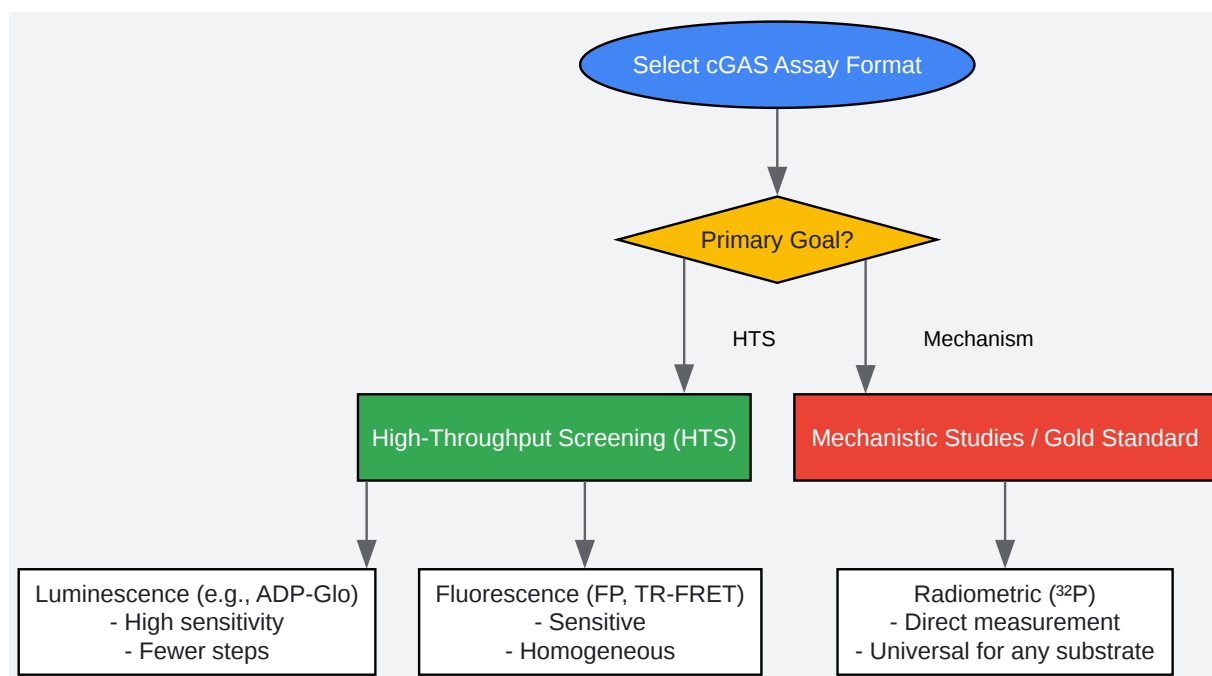 Select cGAS Assay Format
Primary Goal?
HTS
Mechanism
High-Throughput Screening (HTS)
Mechanistic Studies / Gold Standard
Luminescence (e.g., ADP-Glo)
- High sensitivity
- Fewer steps
Fluorescence (FP, TR-FRET)
- Sensitive
- Homogeneous
Radiometric (³²P)
- Direct measurement
- Universal for any substrate